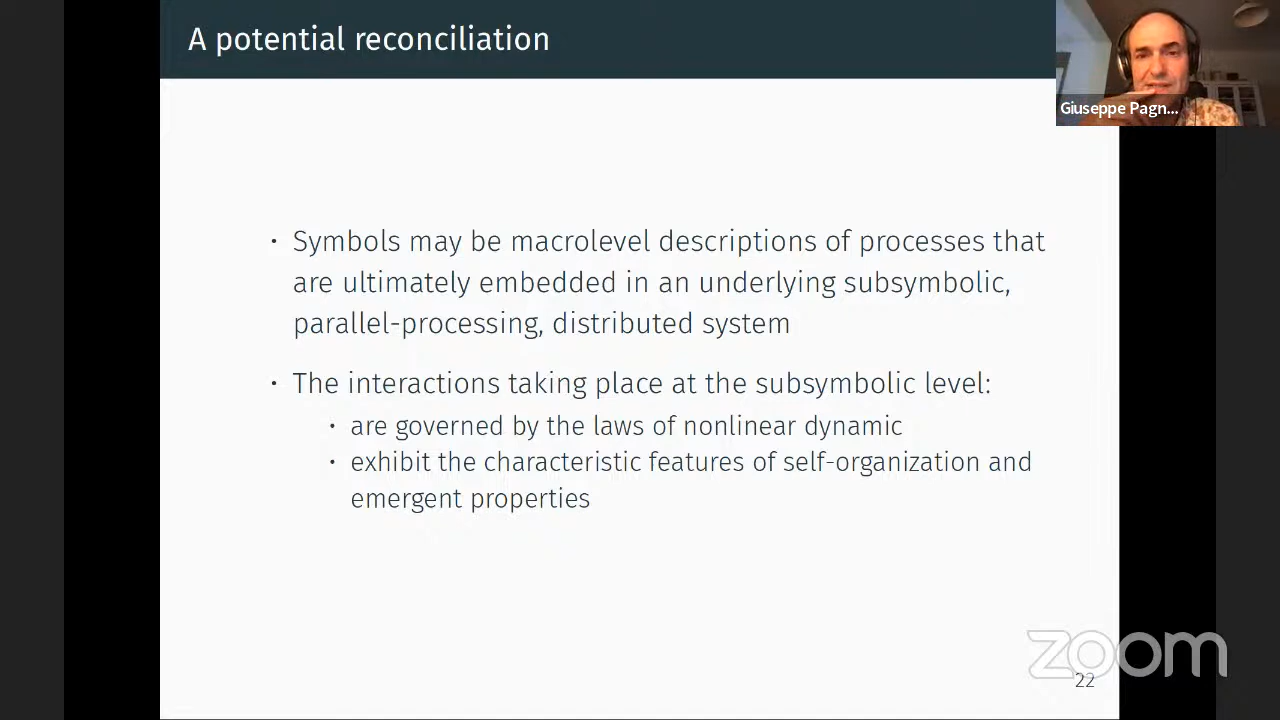 A potential reconciliation
Giuseppe Pagn...
• Symbols may be macrolevel descriptions of processes that
are ultimately embedded in an underlying subsymbolic,
parallel-processing, distributed system
• The interactions taking place at the subsymbolic level:
• are governed by the laws of nonlinear dynamic
• exhibit the characteristic features of self-organization and
emergent properties
zoom
22